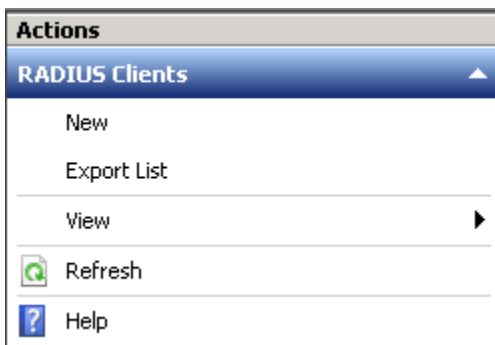 Actions
RADIUS Clients
New
Export List
View
Refresh
Help